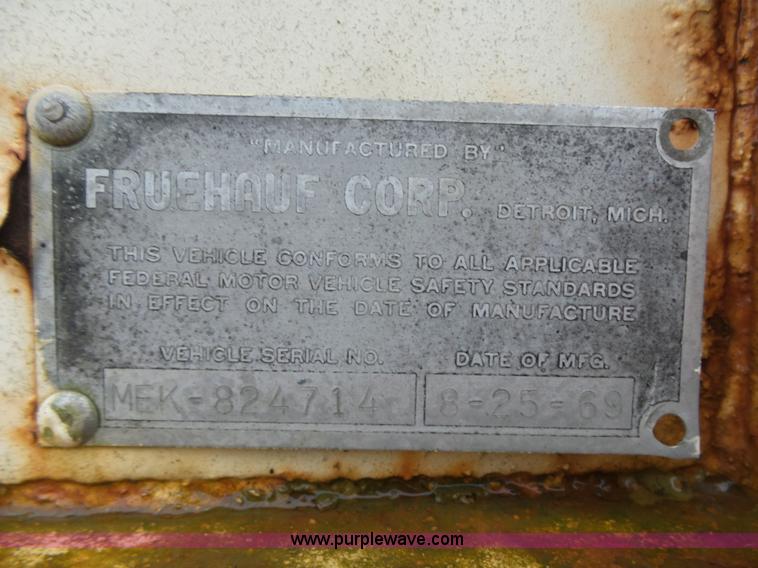 "MANUFACTURED BY"
FRUEHAUF CORP. DETROIT, MICH.
THIS VEHICLE CONFORMS TO ALL APPLICABLE
FEDERAL MOTOR VEHICLE SAFETY STANDARDS
IN EFFECT ON THE DATE OF MANUFACTURE
VEHICLE SERIAL NO. DATE OF MFG.
MEK-824714 8-25-69
www.purplewave.com